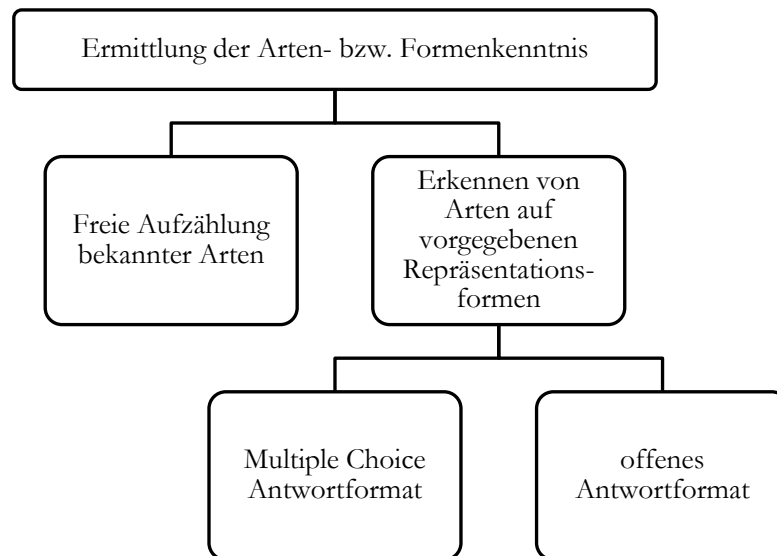 Ermittlung der Arten- bzw. Formenkenntnis
Freie Aufzählung
bekannter Arten
Erkennen von
Arten auf
vorgegebenen
Repräsentations-
formen
Multiple Choice
Antwortformat
offenes
Antwortformat